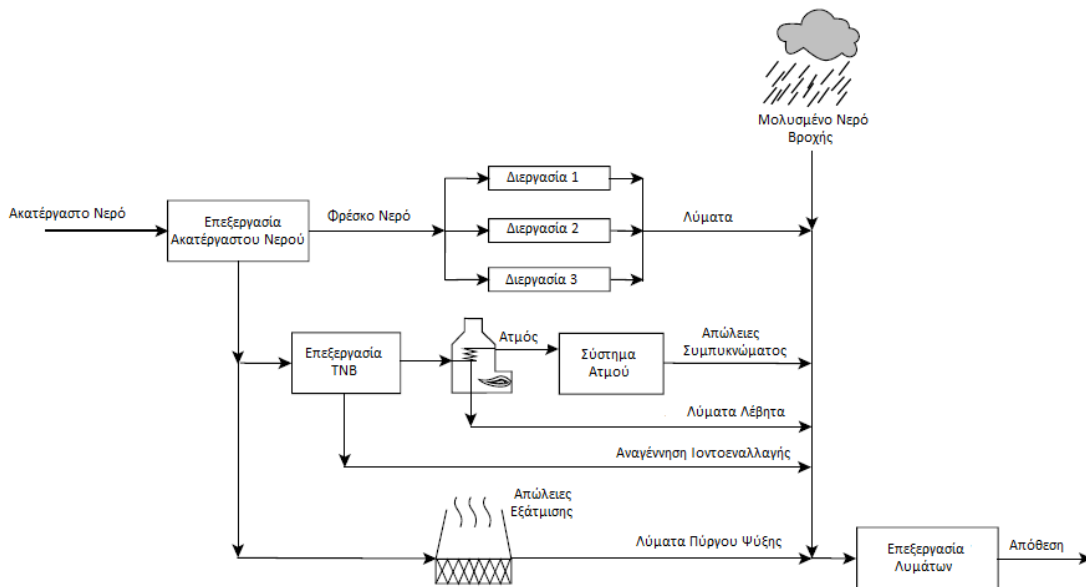 Μολυσμένο Νερό
Βροχής
Διεργασία 1
Ακατέργαστο Νερό
Επεξεργασία
Ακατέργαστου Νερού
Φρέσκο Νερό
Διεργασία 2
Λύματα
Διεργασία 3
Επεξεργασία
ΤΝΒ
Ατμός
Σύστημα
Ατμού
Απώλειες
Συμπυκνώματος
Λύματα Λέβητα
Αναγέννηση Ιοντοεναλλαγής
Απώλειες
Εξάτμισης
Λύματα Πύργου Ψύξης
Επεξεργασία
Λυμάτων
Απόθεση